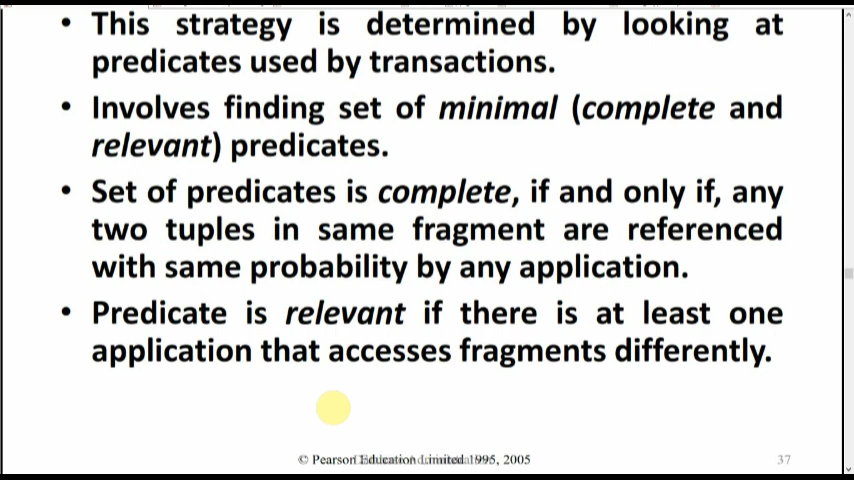 • This strategy is determined by looking at
predicates used by transactions.
• Involves finding set of minimal (complete and
relevant) predicates.
• Set of predicates is complete, if and only if, any
two tuples in same fragment are referenced
with same probability by any application.
• Predicate is relevant if there is at least one
application that accesses fragments differently.
© Pearson Education Limited 1995, 2005
37